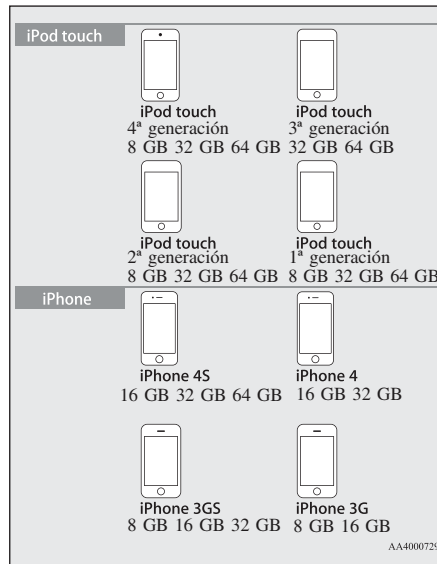 iPod touch
iPod touch iPod touch
4ª generación 3ª generación
8 GB 32 GB 64 GB 32 GB 64 GB
iPod touch iPod touch
2ª generación 1ª generación
8 GB 32 GB 64 GB 8 GB 32 GB 64 GB
iPhone
iPhone 4S iPhone 4
16 GB 32 GB 64 GB 16 GB 32 GB
iPhone 3GS iPhone 3G
8 GB 16 GB 32 GB 8 GB 16 GB
AA4000729